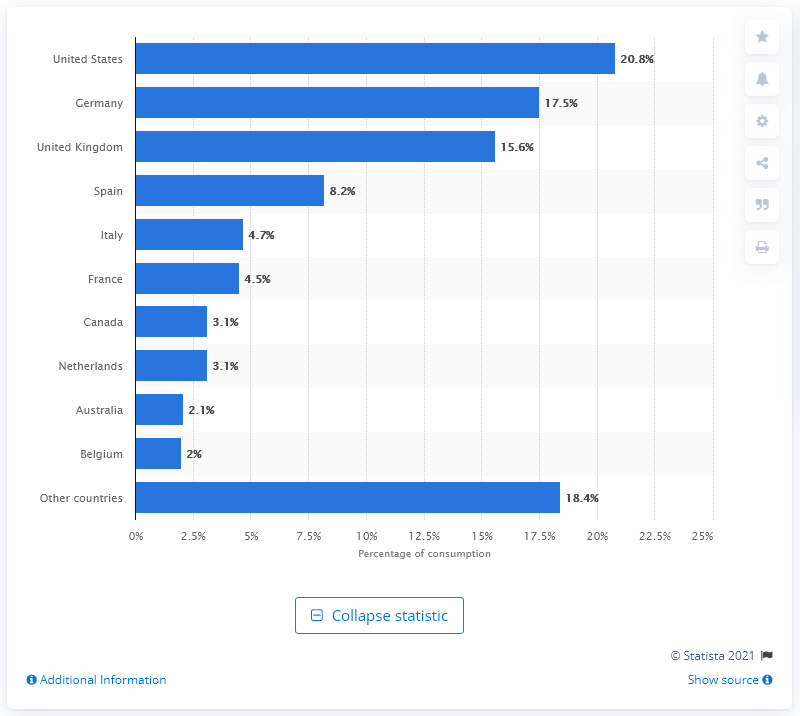 United States 20.8%
Germany 17.5%
United Kingdom 15.6%
Spain 8.2%
Italy 4.7%
France 4.5%
Canada 3.1%
Netherlands 3.1%
Australia 2.1%
Belgium 2%
Other countries 18.4%
0% 2.5% 5% 7.5% 10% 12.5% 15% 17.5% 20% 22.5% 25%
Percentage of consumption
Collapse statistic
© Statista 2021
Additional Information Show source